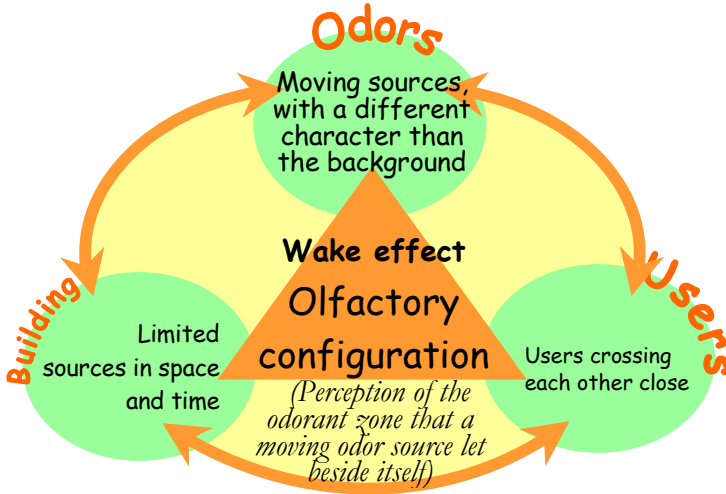 Odors
Moving sources,
with a different
character than
the background
Wake effect
Olfactory
configuration
Building
Limited
sources in space
and time
Users
Users crossing
each other close
(Perception of the
odorant zone that a
moving odor source let
beside itself)